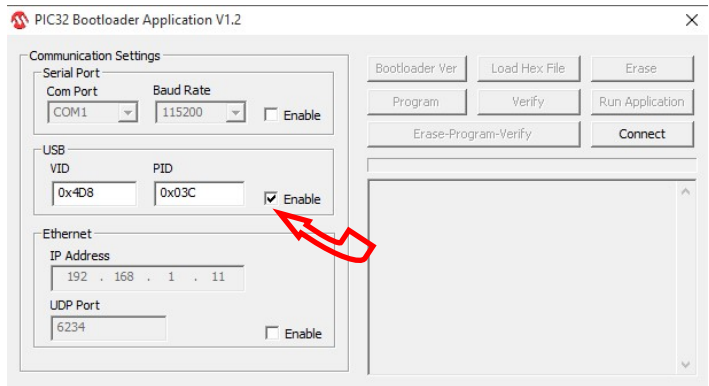 PIC32 Bootloader Application V1.2
Communication Settings
Serial Port
Com Port Baud Rate
COM1 115200 Enable
USB
VID PID
0x4D8 0x03C Enable
Ethernet
IP Address
192 . 168 . 1 . 11
UDP Port
6234 Enable
Bootloader Ver Load Hex File Erase
Program Verify Run Application
Erase-Program-Verify Connect